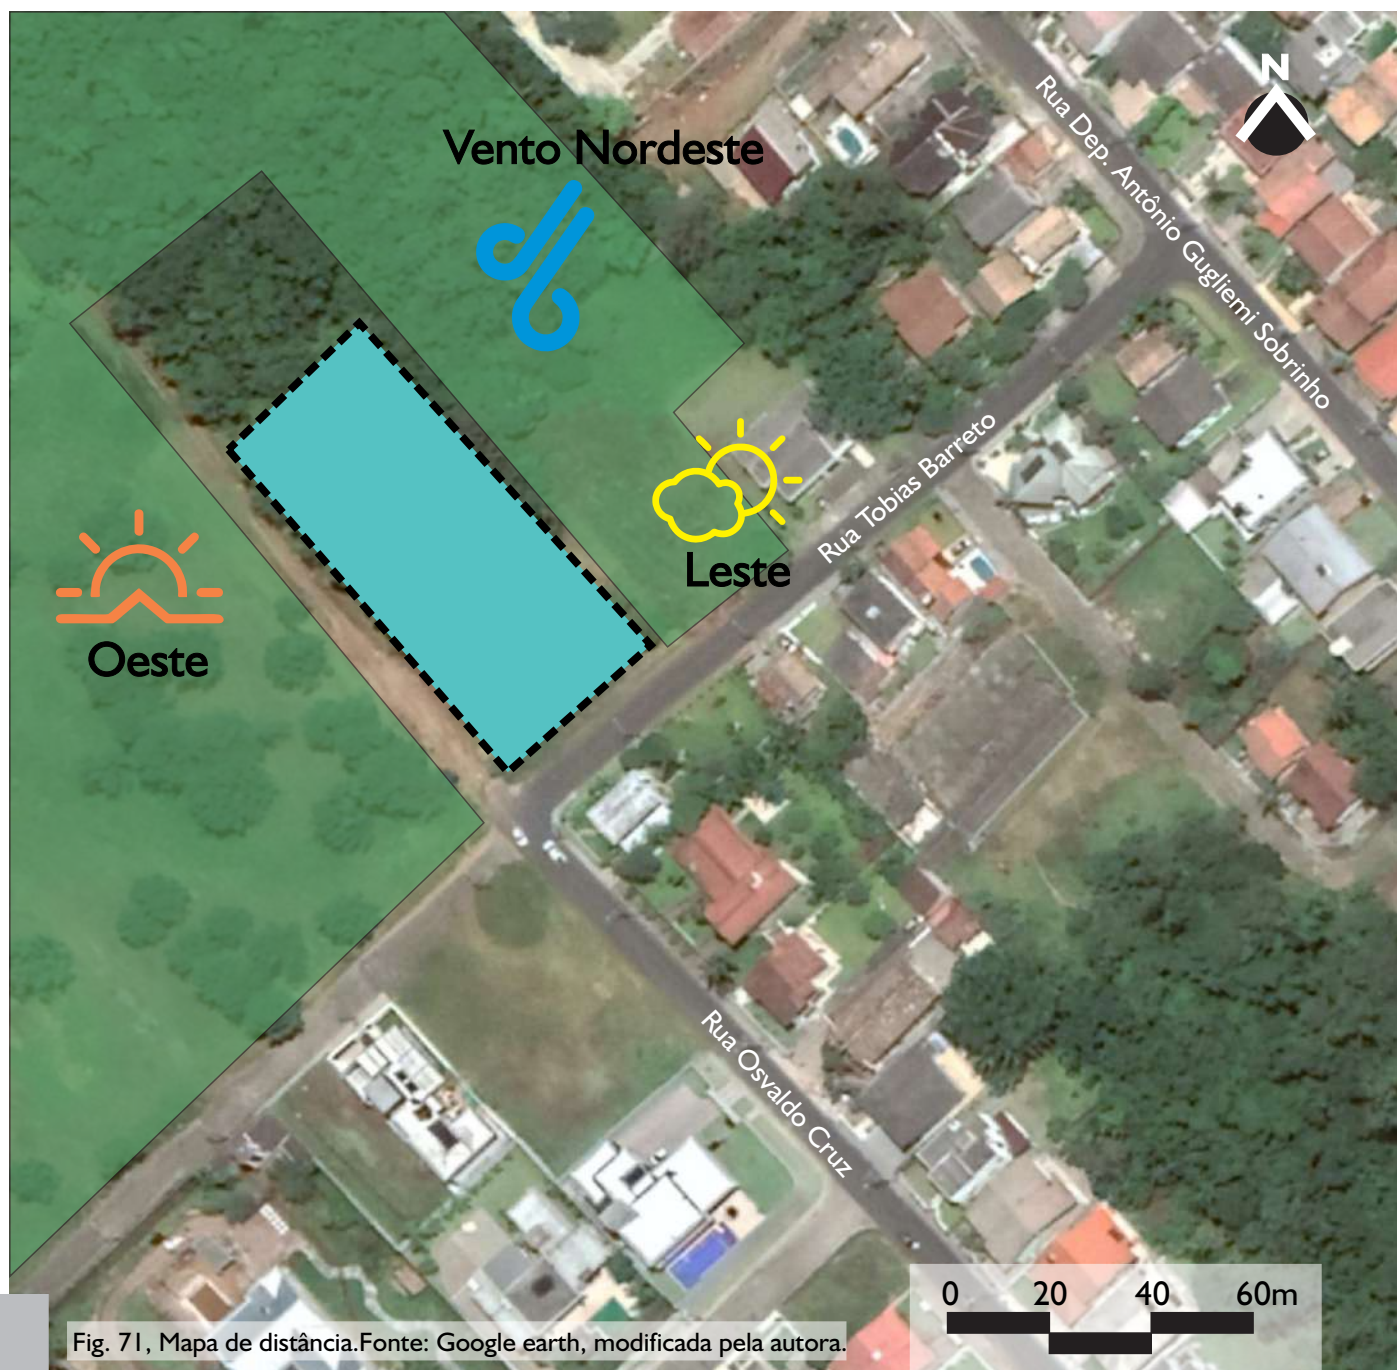 N
Rua Dep. Antônio Gugliemi Sobrinho
Vento Nordeste
Rua Tobias Barreto
Leste
Oeste
Rua Osvaldo Cruz
0 20 40 60m
Fig. 71, Mapa de distância.Fonte: Google earth, modificada pela autora.